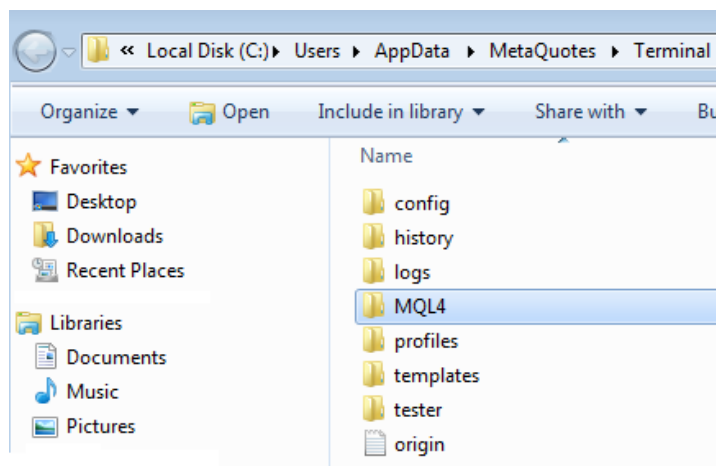 « Local Disk (C:) Users AppData MetaQuotes Terminal
Organize Open Include in library Share with Bu
Favorites
Desktop
Downloads
Recent Places
Libraries
Documents
Music
Pictures
Name
config
history
logs
MQL4
profiles
templates
tester
origin